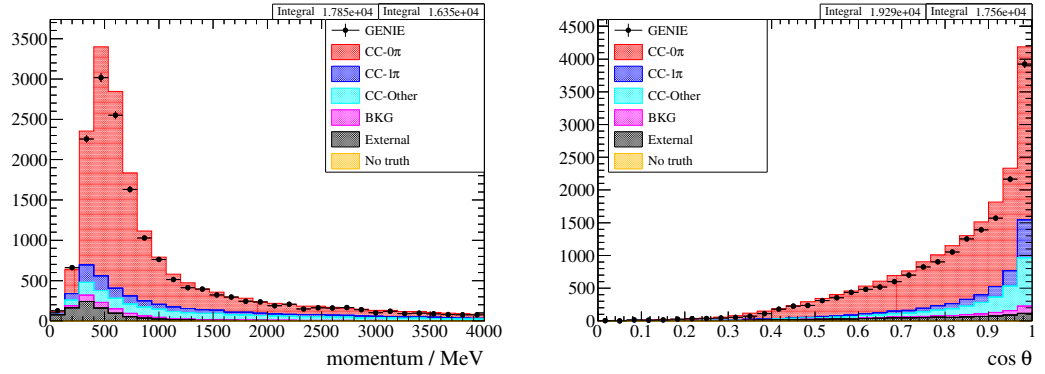 Integral 1.785e+04 Integral 1.635e+04
GENIE
CC-0π
CC-1π
CC-Other
BKG
External
No truth
3500
3000
2500
2000
1500
1000
500
0
0 500 1000 1500 2000 2500 3000 3500 4000
momentum / MeV
Integral 1.929e+04 Integral 1.756e+04
GENIE
CC-0π
CC-1π
CC-Other
BKG
External
No truth
4500
4000
3500
3000
2500
2000
1500
1000
500
0
0 0.1 0.2 0.3 0.4 0.5 0.6 0.7 0.8 0.9 1
cos θ